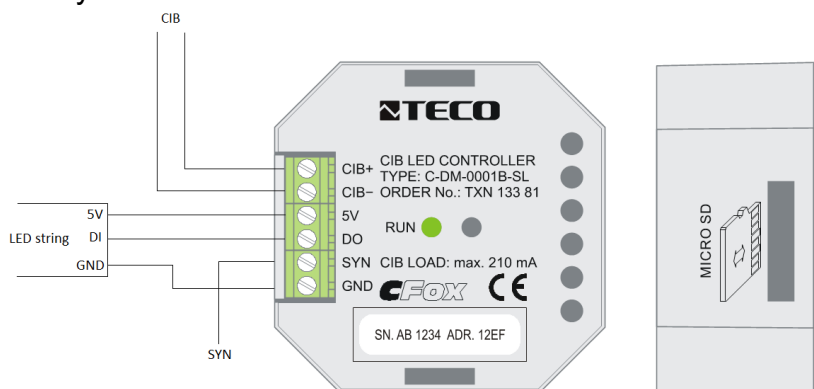 CIB
TECO
CIB+
CIB LED CONTROLLER
TYPE: C-DM-0001B-SL
CIB−
ORDER No.: TXN 133 81
5V
5V
RUN
LED string
DI
DO
GND
SYN
CIB LOAD: max. 210 mA
GND
CFox
CE
SYN
SN. AB 1234 ADR. 12EF
MICRO SD